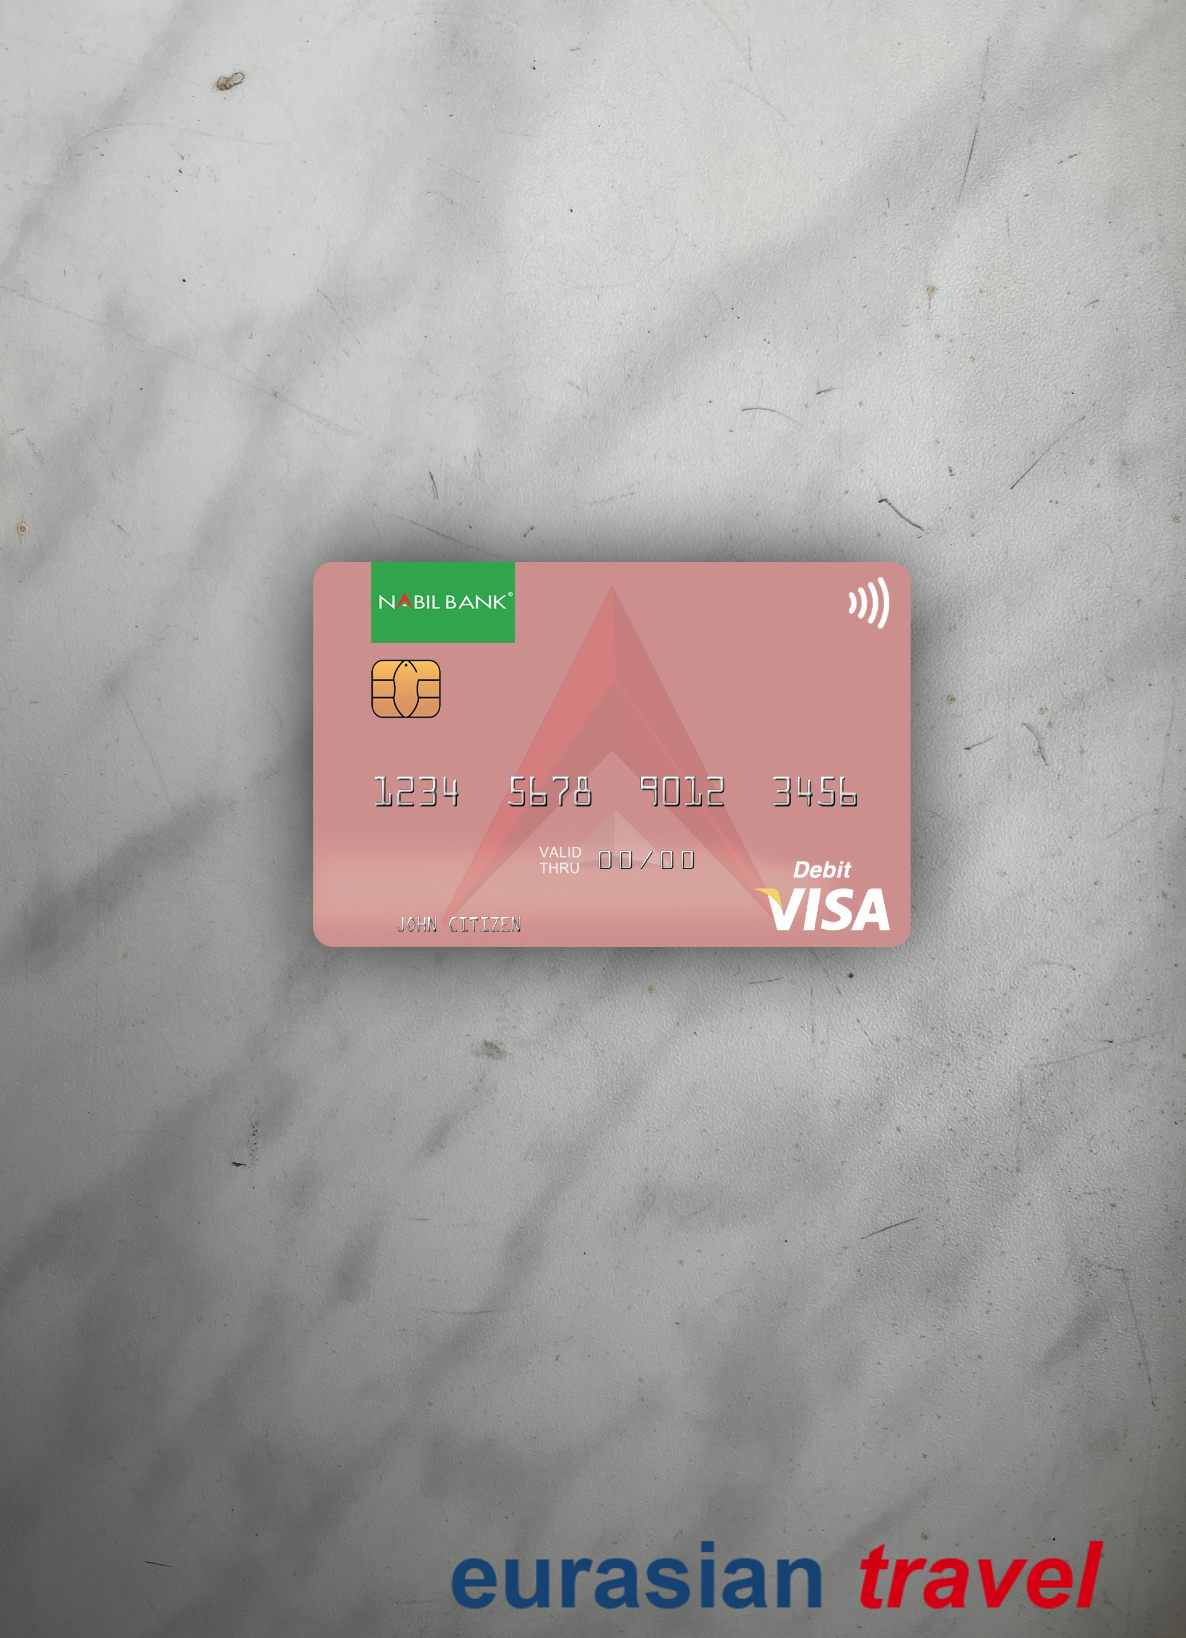 NABIL BANK®
1234 5678 9012 3456
VALID THRU 00/00
Debit
JOHN CITIZEN
VISA
eurasian travel